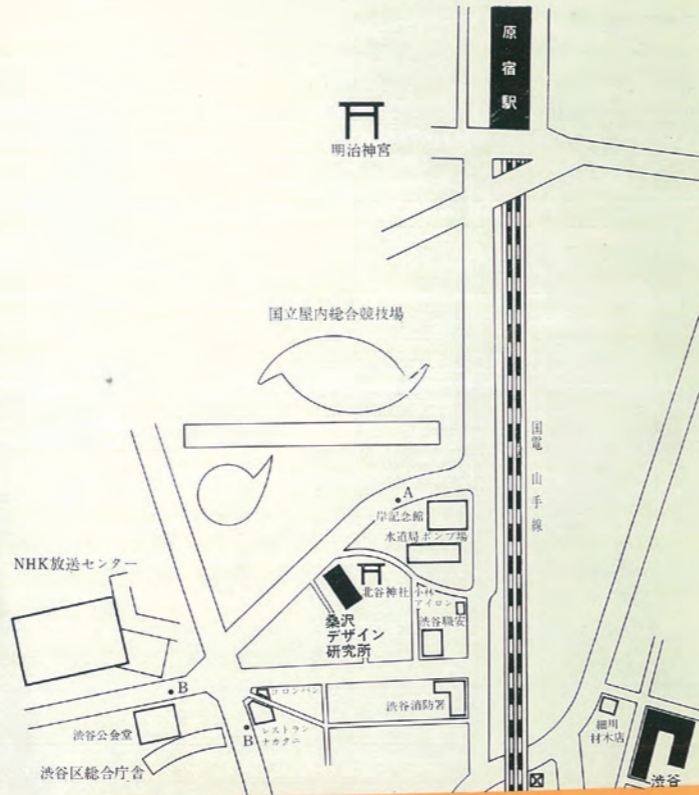 原宿駅
明治神宮
国立屋内総合競技場
国電 山手線
A
岸記念館
水道局ポンプ場
NHK放送センター
北谷神社
小林
アイロン
桑沢
デザイン
研究所
渋谷職安
B
コロンバン
渋谷消防署
渋谷公会堂
B
レストラン
ナカタニ
細川
材木店
渋谷区総合庁舎
渋谷